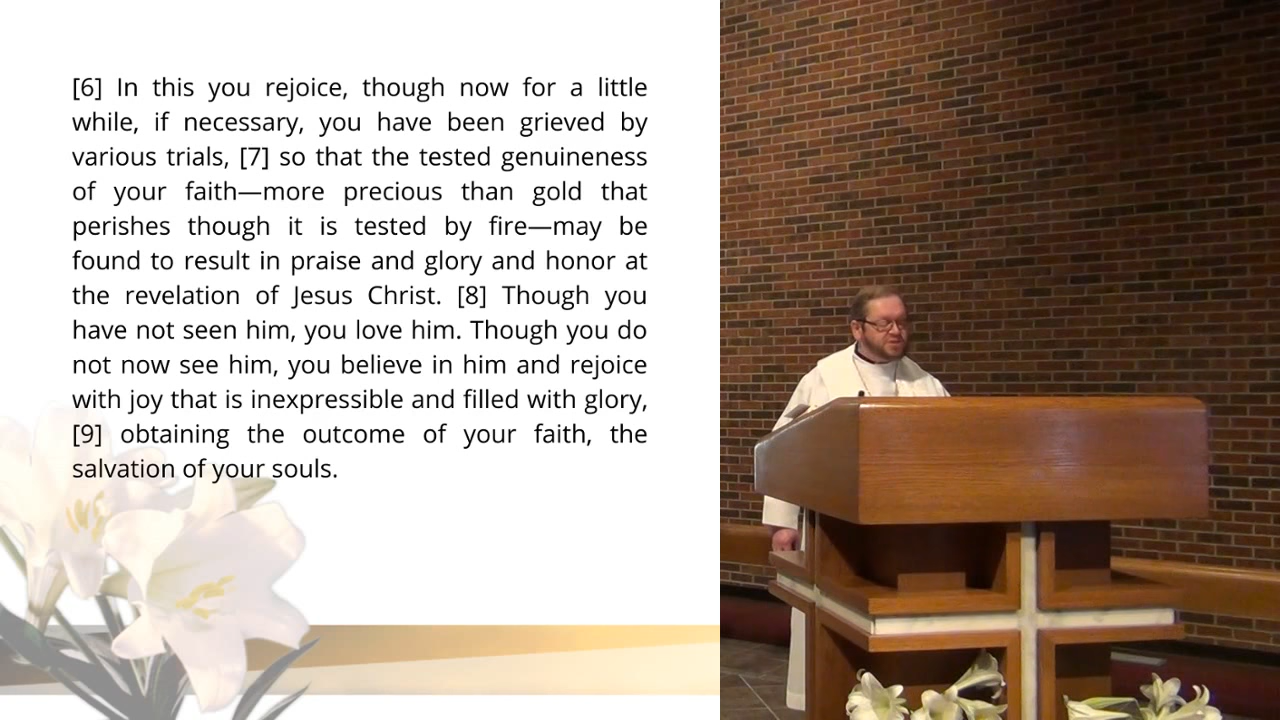 [6] In this you rejoice, though now for a little
while, if necessary, you have been grieved by
various trials, [7] so that the tested genuineness
of your faith—more precious than gold that
perishes though it is tested by fire—may be
found to result in praise and glory and honor at
the revelation of Jesus Christ. [8] Though you
have not seen him, you love him. Though you do
not now see him, you believe in him and rejoice
with joy that is inexpressible and filled with glory,
[9] obtaining the outcome of your faith, the
salvation of your souls.